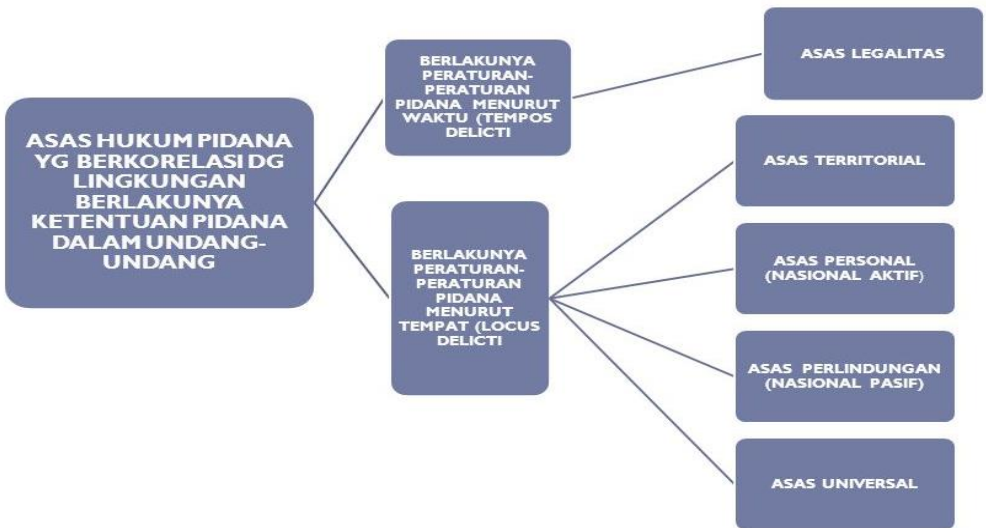 ASAS HUKUM PIDANA
YG BERKORELASI DG
LINGKUNGAN
BERLAKUNYA
KETENTUAN PIDANA
DALAM UNDANG-
UNDANG
BERLAKUNYA
PERATURAN-
PERATURAN
PIDANA MENURUT
WAKTU (TEMPOS
DELICTI
ASAS LEGALITAS
BERLAKUNYA
PERATURAN-
PERATURAN
PIDANA
MENURUT
TEMPAT (LOCUS
DELICTI
ASAS TERRITORIAL
ASAS PERSONAL
(NASIONAL AKTIF)
ASAS PERLINDUNGAN
(NASIONAL PASIF)
ASAS UNIVERSAL